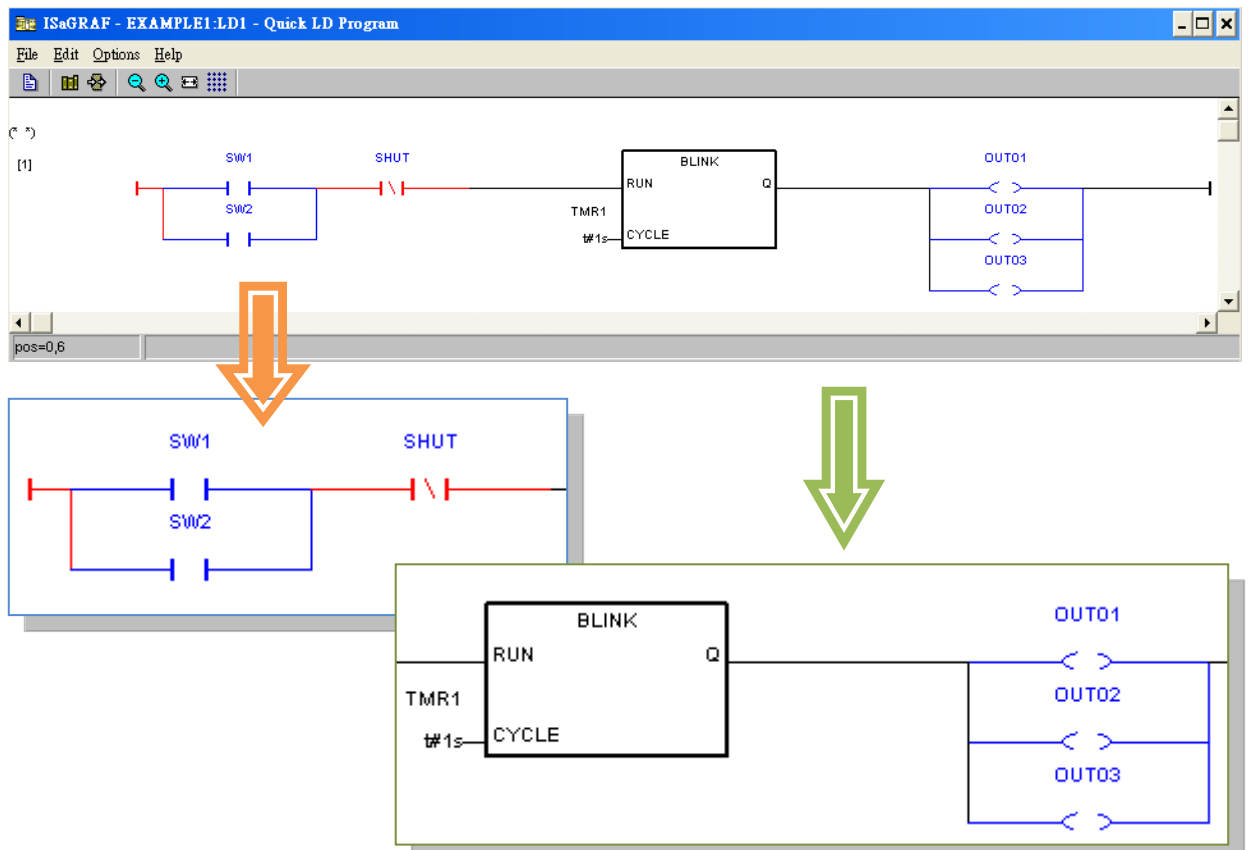 ISaGRAF - EXAMPLE1:LD1 - Quick LD Program
File Edit Options Help
(* *)
[1]
SW1 SHUT BLINK OUT01
RUN Q
SW2 TMR1 OUT02
t#1s CYCLE
OUT03
pos=0,6
SW1 SHUT
SW2
BLINK OUT01
RUN Q
TMR1 OUT02
t#1s CYCLE
OUT03